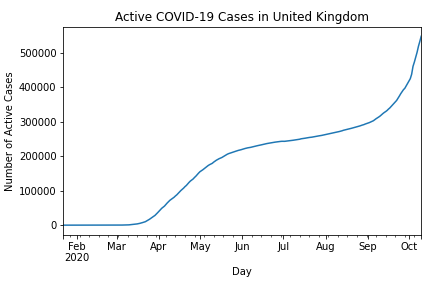 Active COVID-19 Cases in United Kingdom
Number of Active Cases
500000
400000
300000
200000
100000
0
Feb Mar Apr May Jun Jul Aug Sep Oct
2020
Day